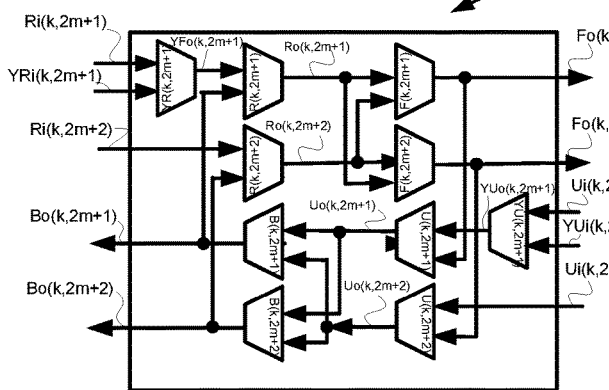 Ri(k,2m+1)
YFo(k,2m+1)
Ro(k,2m+1)
Fo(k,
YRi(k,2m+1)
YR(k,2m+1)
R(k,2m+1)
F(k,2m+1)
Ri(k,2m+2)
Ro(k,2m+2)
Fo(k,
R(k,2m+2)
F(k,2m+2)
YUo(k,2m+1)
Ui(k,2
Bo(k,2m+1)
Uo(k,2m+1)
B(k,2m+1)
U(k,2m+1)
YU(k,2m+1)
YUi(k,
Bo(k,2m+2)
Uo(k,2m+2)
Ui(k,2
B(k,2m+2)
U(k,2m+2)